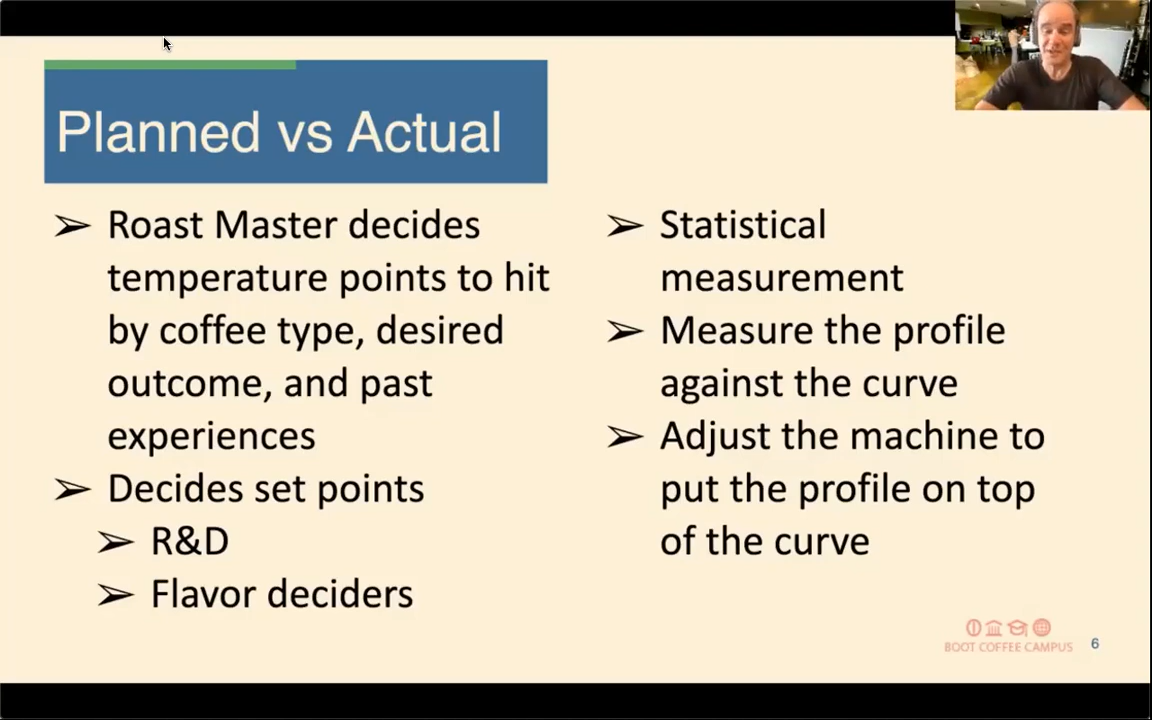 Planned vs Actual
➢ Roast Master decides
temperature points to hit
by coffee type, desired
outcome, and past
experiences
➢ Decides set points
➢ R&D
➢ Flavor deciders
➢ Statistical
measurement
➢ Measure the profile
against the curve
➢ Adjust the machine to
put the profile on top
of the curve
BOOT COFFEE CAMPUS
6